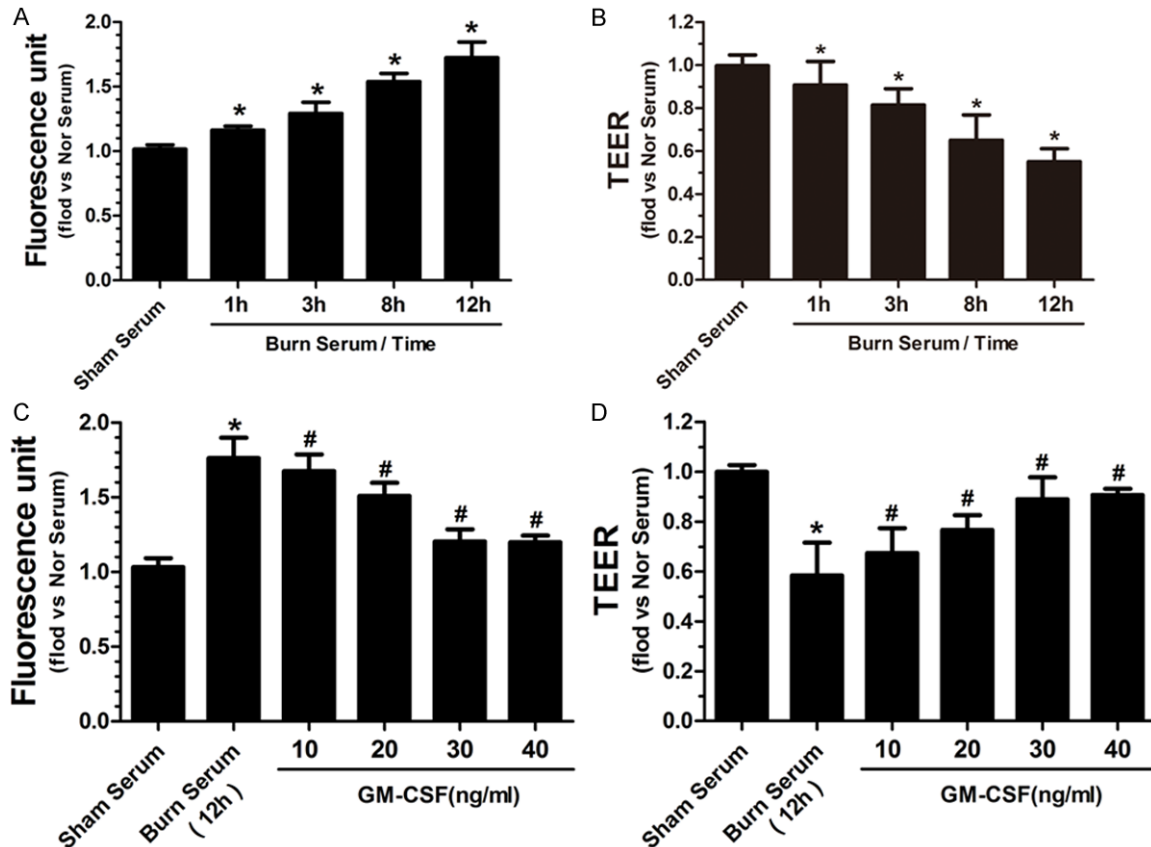 A
Fluorescence unit
(flod vs Nor Serum)
2.0
1.5
1.0
0.5
0.0
* * * *
Sham Serum
1h 3h 8h 12h
Burn Serum / Time
B
TEER
(flod vs Nor Serum)
1.2
1.0
0.8
0.6
0.4
1.2
0.0
* * * *
Sham Serum
1h 3h 8h 12h
Burn Serum / Time
C
Fluorescence unit
(flod vs Nor Serum)
2.0
1.5
1.0
0.5
0.0
* # # # #
Sham Serum
Burn Serum
( 12h )
10 20 30 40
GM-CSF(ng/ml)
D
TEER
(flod vs Nor Serum)
1.2
1.0
0.8
0.6
0.4
0.2
0.0
* # # # #
Sham Serum
Burn Serum
( 12h )
10 20 30 40
GM-CSF(ng/ml)